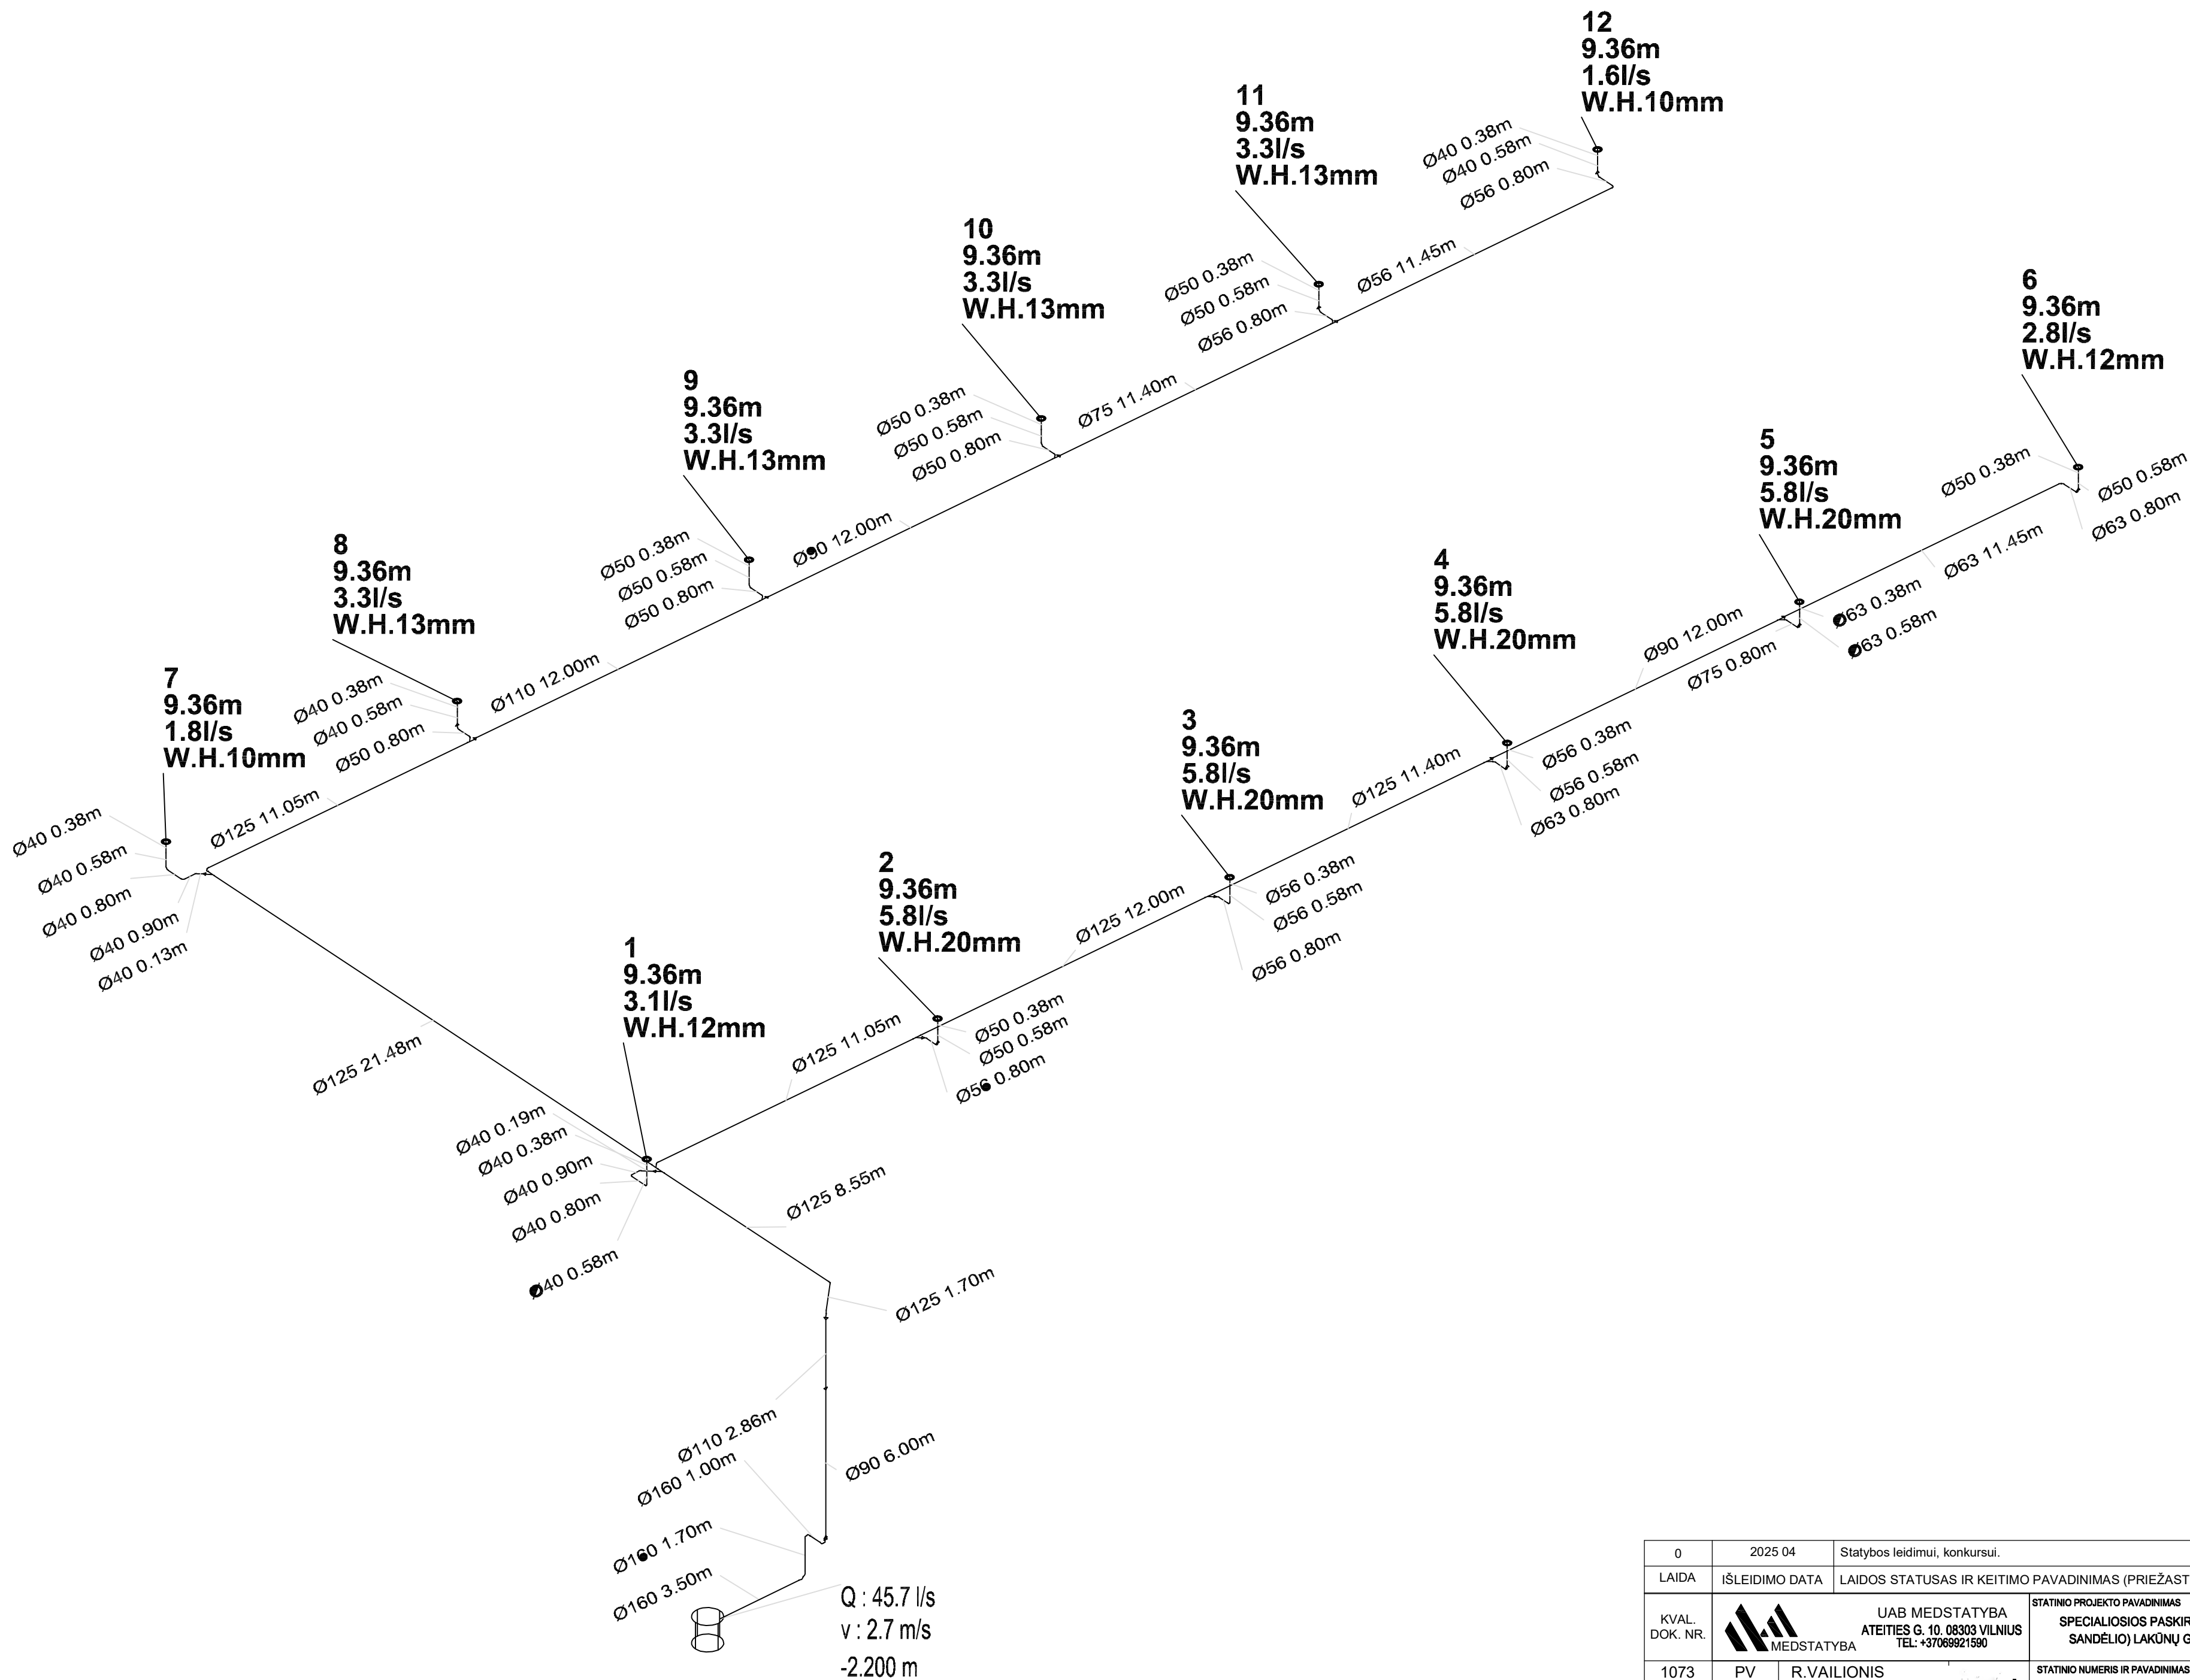 12
9.36m
1.6l/s
W.H.10mm
Ø40 0.38m
Ø40 0.58m
Ø56 0.80m
11
9.36m
3.3l/s
W.H.13mm
Ø50 0.38m
Ø50 0.58m
Ø56 0.80m
Ø56 11.45m
10
9.36m
3.3l/s
W.H.13mm
Ø50 0.38m
Ø50 0.58m
Ø50 0.80m
Ø75 11.40m
9
9.36m
3.3l/s
W.H.13mm
Ø50 0.38m
Ø50 0.58m
Ø50 0.80m
Ø90 12.00m
8
9.36m
3.3l/s
W.H.13mm
Ø40 0.38m
Ø40 0.58m
Ø50 0.80m
Ø110 12.00m
7
9.36m
1.8l/s
W.H.10mm
Ø40 0.38m
Ø40 0.58m
Ø40 0.80m
Ø40 0.90m
Ø40 0.13m
Ø125 11.05m
6
9.36m
2.8l/s
W.H.12mm
Ø50 0.38m
Ø50 0.58m
Ø63 0.80m
Ø63 11.45m
5
9.36m
5.8l/s
W.H.20mm
Ø63 0.38m
Ø63 0.58m
Ø75 0.80m
Ø90 12.00m
4
9.36m
5.8l/s
W.H.20mm
Ø56 0.38m
Ø56 0.58m
Ø63 0.80m
Ø125 11.40m
3
9.36m
5.8l/s
W.H.20mm
Ø56 0.38m
Ø56 0.58m
Ø56 0.80m
Ø125 12.00m
2
9.36m
5.8l/s
W.H.20mm
Ø50 0.38m
Ø50 0.58m
Ø56 0.80m
Ø125 11.05m
1
9.36m
3.1l/s
W.H.12mm
Ø40 0.19m
Ø40 0.38m
Ø40 0.90m
Ø40 0.80m
Ø40 0.58m
Ø125 21.48m
Ø125 8.55m
Ø125 1.70m
Ø110 2.86m
Ø90 6.00m
Ø160 1.00m
Ø160 1.70m
Ø160 3.50m
Q : 45.7 l/s
v : 2.7 m/s
-2.200 m
0 2025 04 Statybos leidimui, konkursui.
LAIDA IŠLEIDIMO DATA LAIDOS STATUSAS IR KEITIMO PAVADINIMAS (PRIEŽAST
KVAL.
DOK. NR.
MEDSTATYBA
UAB MEDSTATYBA
ATEITIES G. 10. 08303 VILNIUS
TEL: +37069921590
STATINIO PROJEKTO PAVADINIMAS
SPECIALIOSIOS PASKIR
SANDĖLIO) LAKŪNŲ G
1073 PV R.VAILIONIS
STATINIO NUMERIS IR PAVADINIMAS